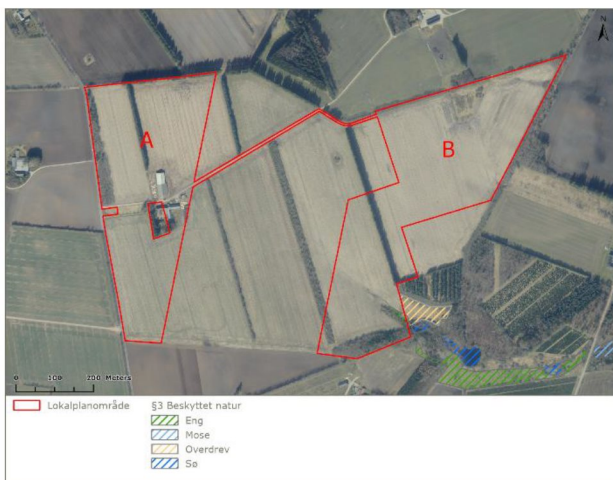 N
A
B
0 100 200 Meters
Lokalplanområde
§3 Beskyttet natur
Eng
Mose
Overdrev
Sø